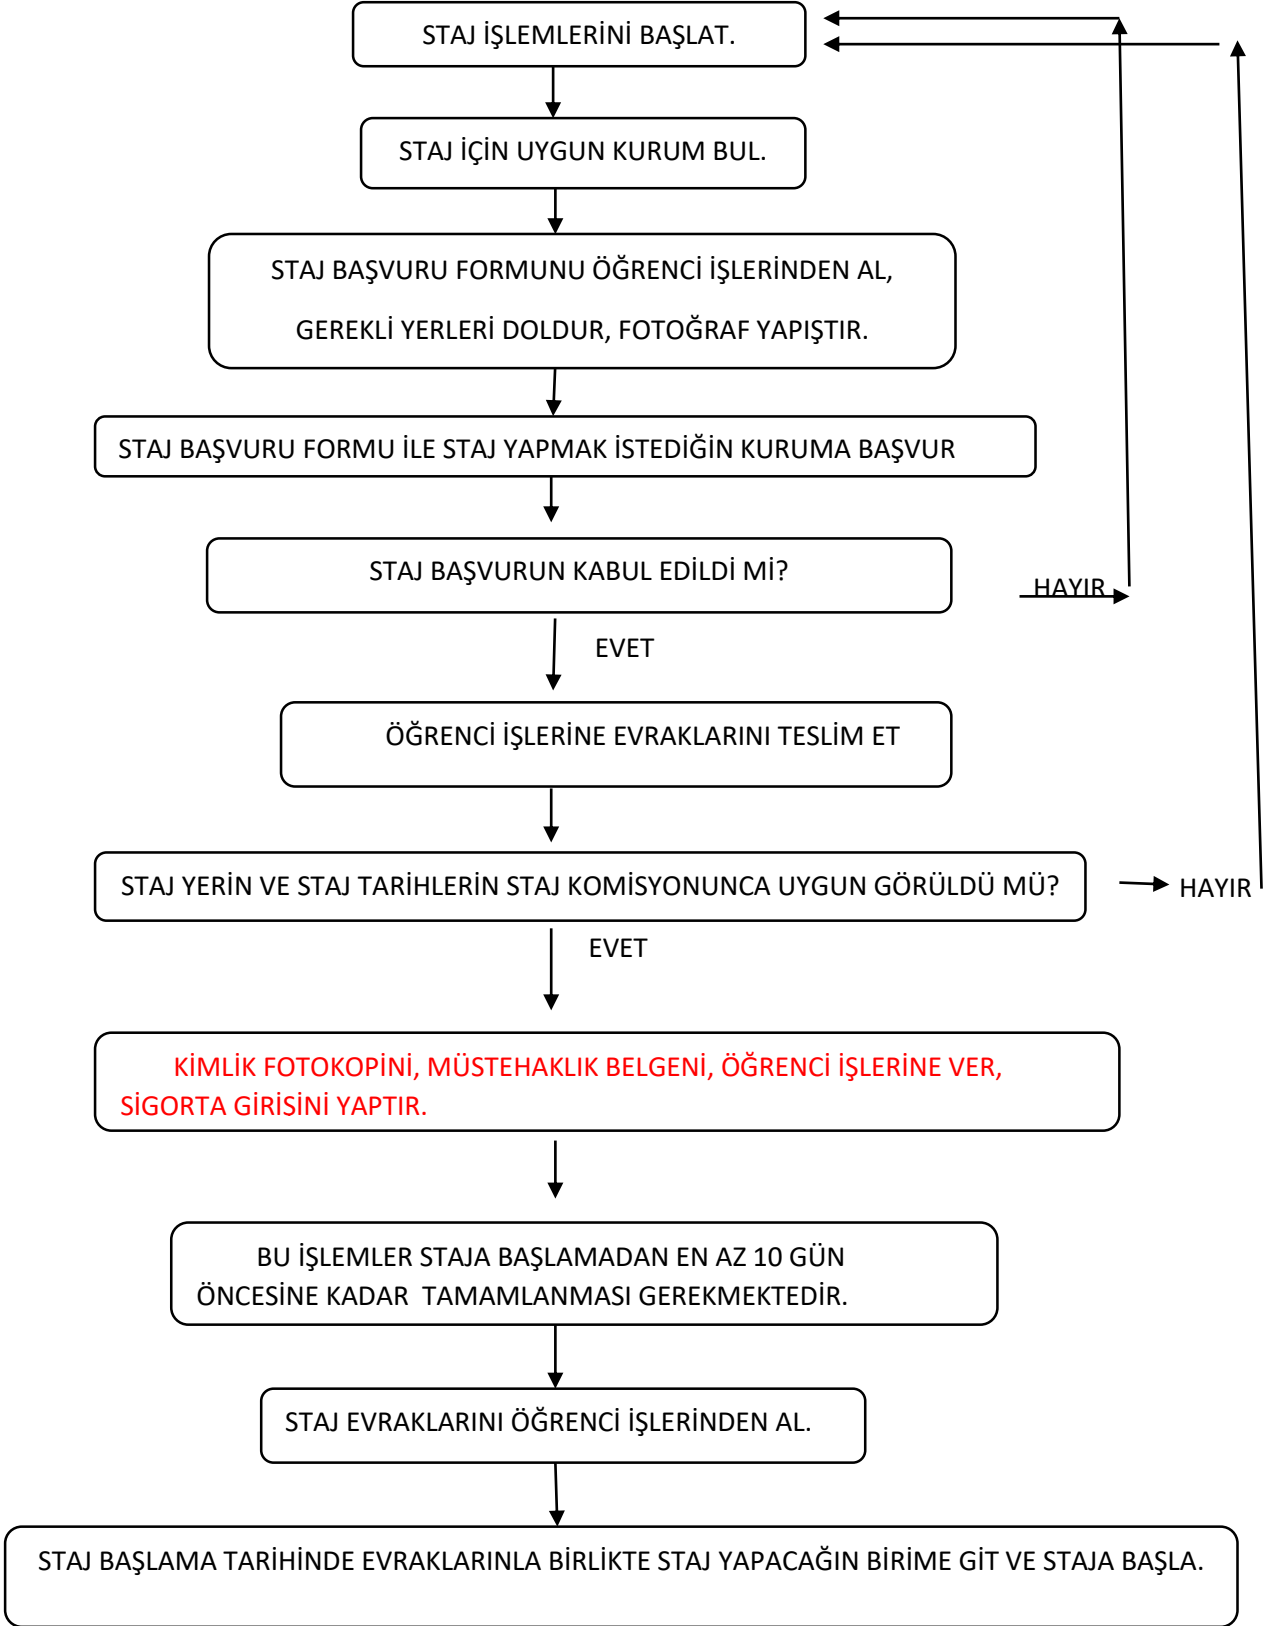 STAJ İŞLEMLERİNİ BAŞLAT.
STAJ İÇİN UYGUN KURUM BUL.
STAJ BAŞVURU FORMUNU ÖĞRENCİ İŞLERİNDEN AL,
GEREKLİ YERLERİ DOLDUR, FOTOĞRAF YAPIŞTIR.
STAJ BAŞVURU FORMU İLE STAJ YAPMAK İSTEDİĞİN KURUMA BAŞVUR
STAJ BAŞVURUN KABUL EDİLDİ Mİ?
HAYIR
EVET
ÖĞRENCİ İŞLERİNE EVRAKLARINI TESLİM ET
STAJ YERİN VE STAJ TARİHLERİN STAJ KOMİSYONUNCA UYGUN GÖRÜLDÜ MÜ?
HAYIR
EVET
KİMLİK FOTOKOPİNİ, MÜSTEHAKLIK BELGENİ, ÖĞRENCİ İŞLERİNE VER,
SİGORTA GİRİSİNİ YAPTIR.
BU İŞLEMLER STAJA BAŞLAMADAN EN AZ 10 GÜN
ÖNCESİNE KADAR  TAMAMLANMASI GEREKMEKTEDİR.
STAJ EVRAKLARINI ÖĞRENCİ İŞLERİNDEN AL.
STAJ BAŞLAMA TARİHİNDE EVRAKLARINLA BİRLİKTE STAJ YAPACAĞIN BİRİME GİT VE STAJA BAŞLA.